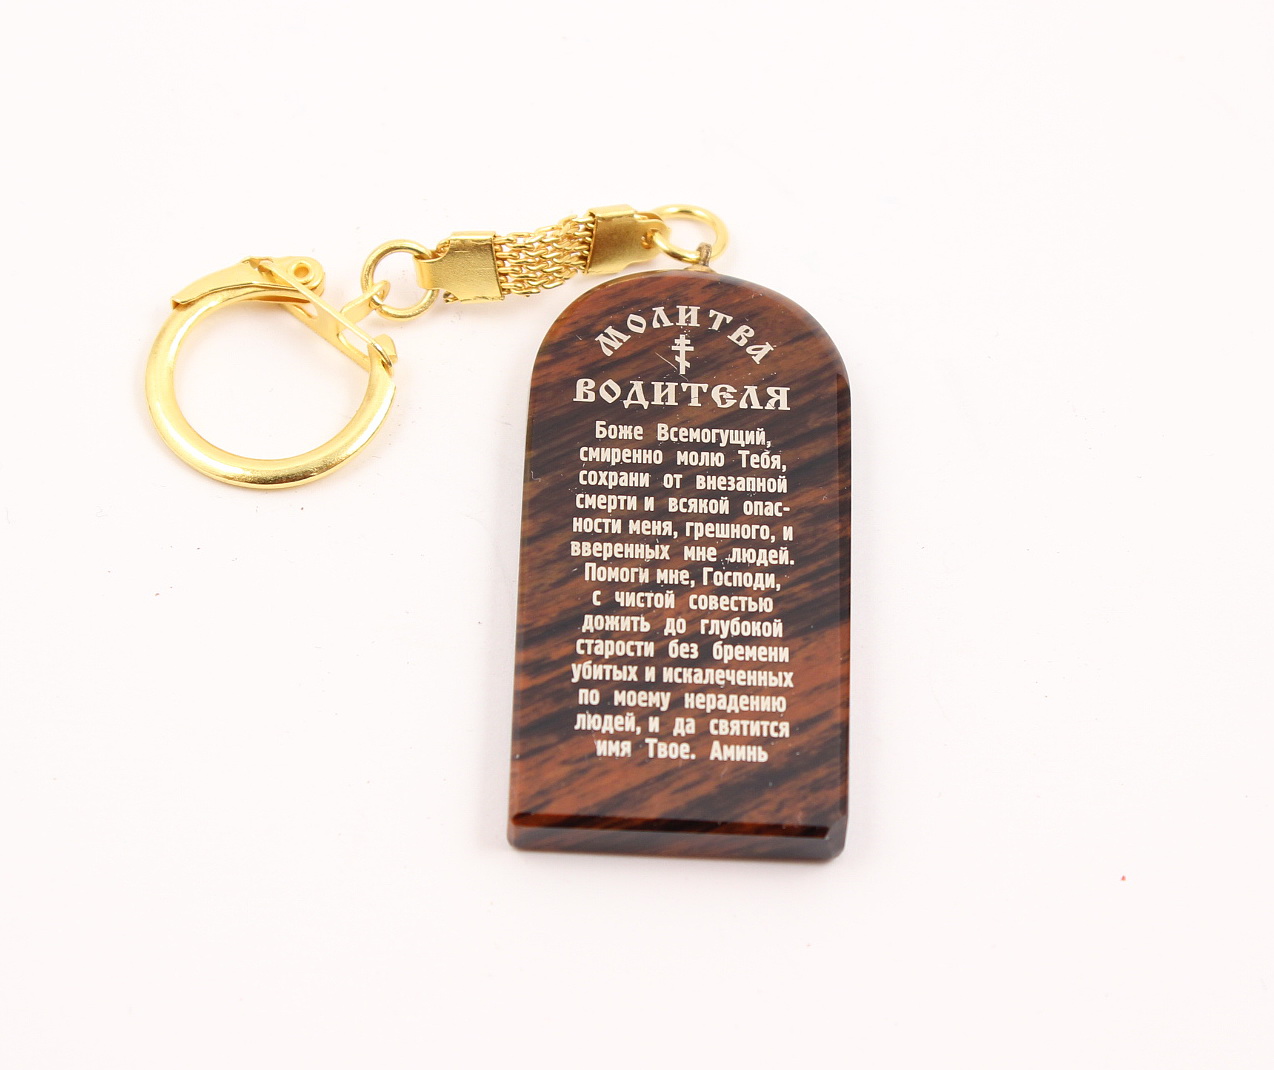 МОЛИТВА
ВОДИТЕЛЯ
Боже Всемогущий,
смиренно молю Тебя,
сохрани от внезапной
смерти и всякой опас-
ности меня, грешного, и
вверенных мне людей.
Помоги мне, Господи,
с чистой совестью
дожить до глубокой
старости без бремени
убитых и искалеченных
по моему нерадению
людей, и да святится
имя Твое. Аминь